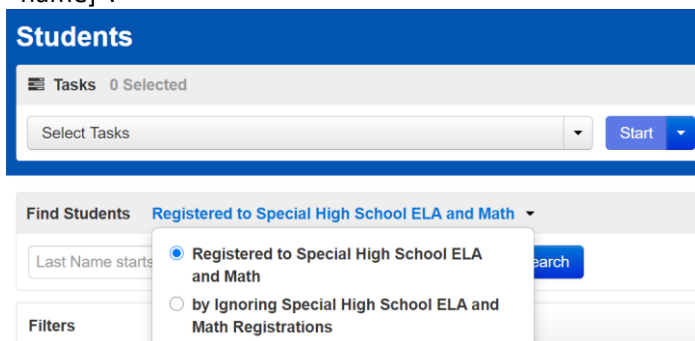 name]".
Students
Tasks 0 Selected
Select Tasks Start
Find Students Registered to Special High School ELA and Math
Last Name starts
Registered to Special High School ELA
and Math
by Ignoring Special High School ELA and
Math Registrations
Filters